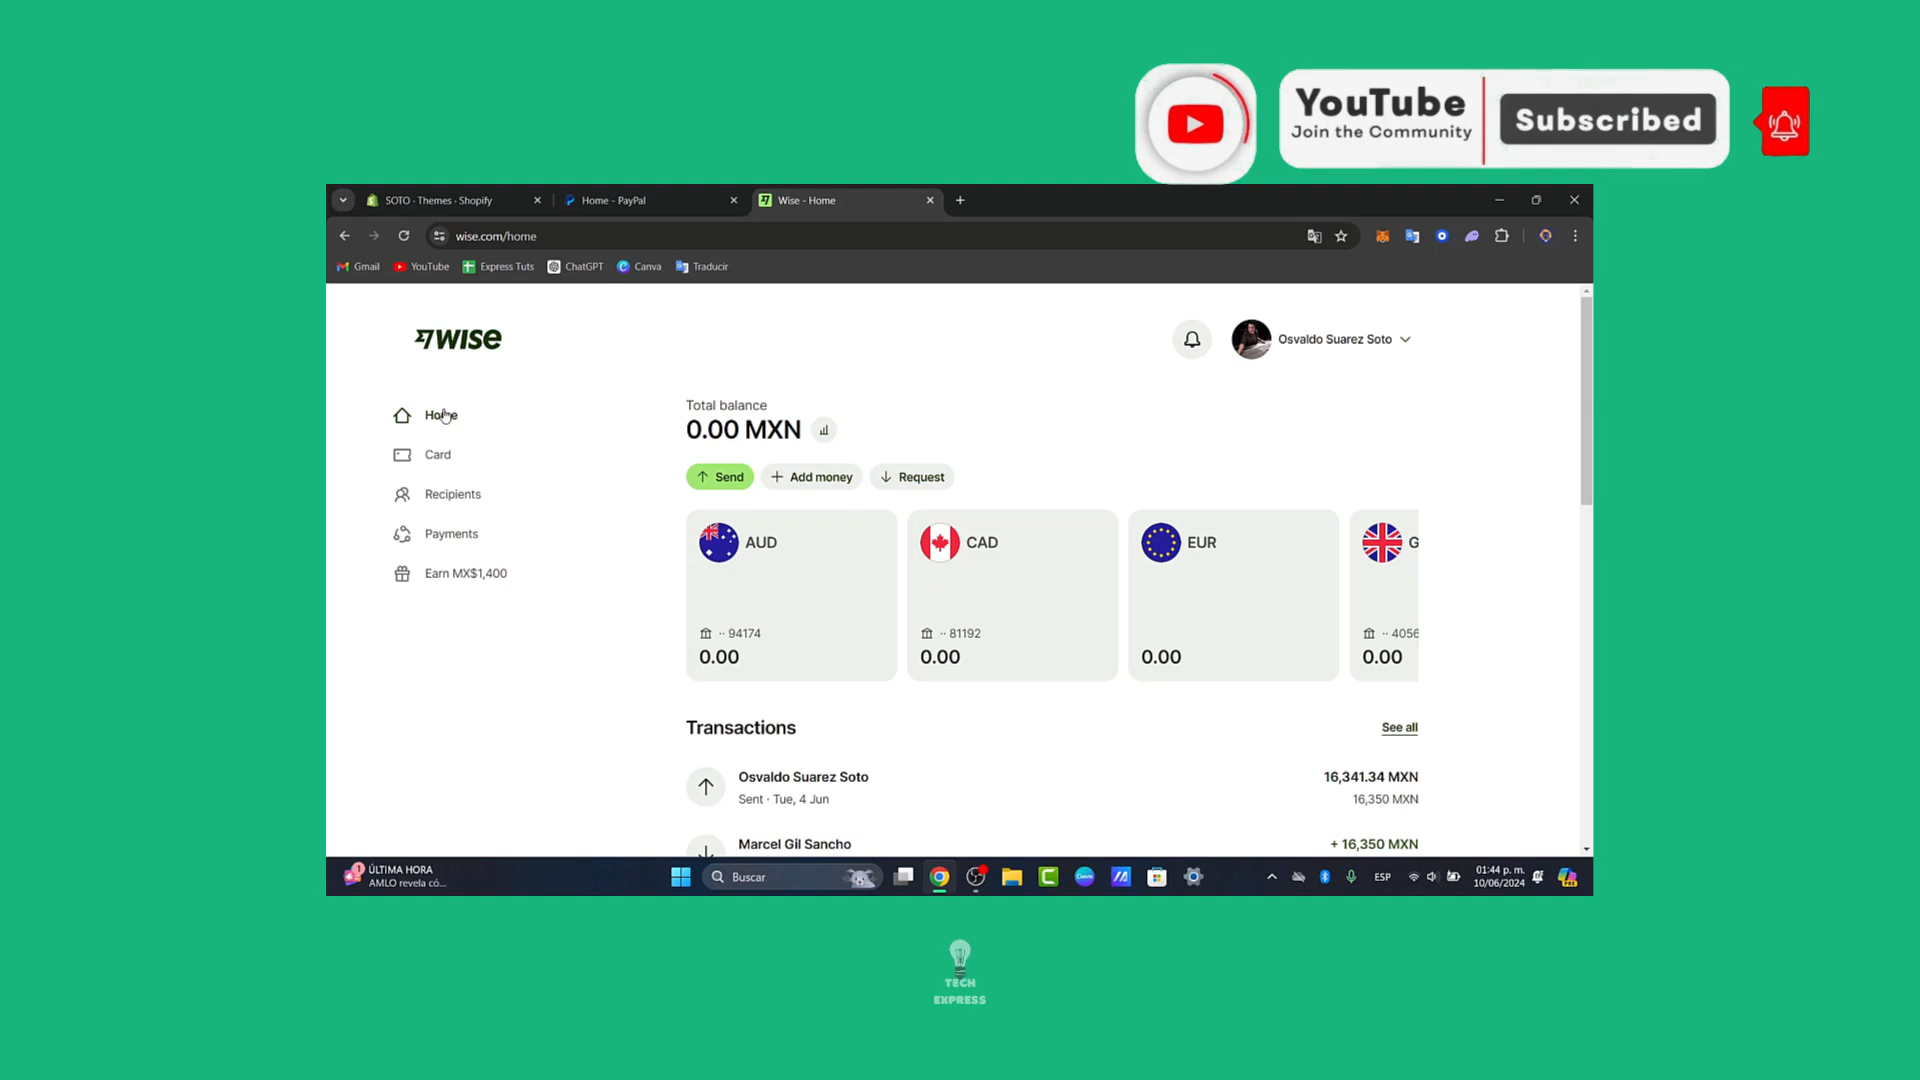 YouTube
Join the Community
Subscribed
SOTO · Themes · Shopify
Home - PayPal
Wise - Home
wise.com/home
Gmail
YouTube
Express Tuts
ChatGPT
Canva
Traducir
WISE
Osvaldo Suarez Soto
Home
Card
Recipients
Payments
Earn MX$1,400
Total balance
0.00 MXN
Send
Add money
Request
AUD
CAD
EUR
G
·· 94174
·· 81192
·· 4056
0.00
0.00
0.00
0.00
Transactions
See all
Osvaldo Suarez Soto
16,341.34 MXN
Sent · Tue, 4 Jun
16,350 MXN
Marcel Gil Sancho
+ 16,350 MXN
1
ÚLTIMA HORA
AMLO revela có...
Buscar
ESP
01:44 p. m.
10/06/2024
PRE
TECH
EXPRESS